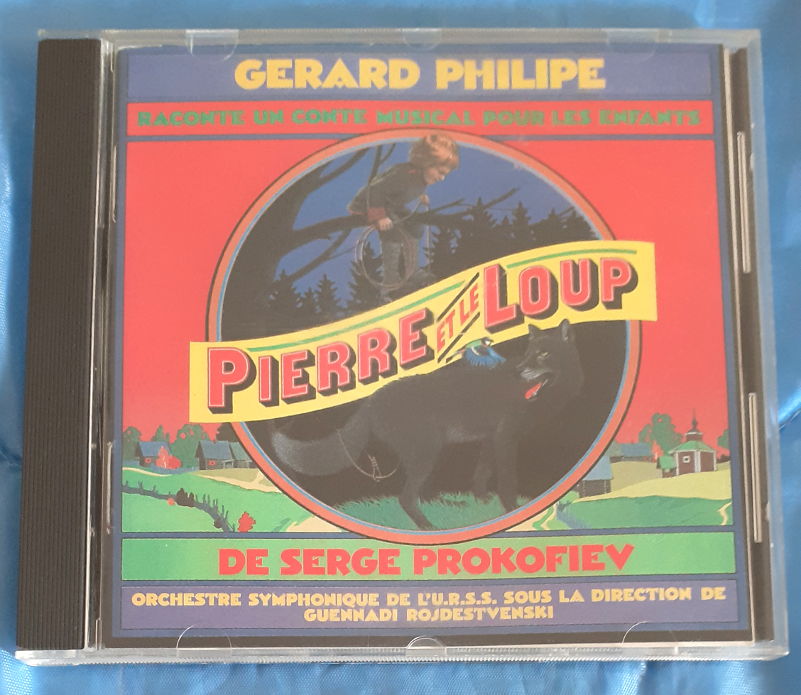 GERARD PHILIPE
RACONTE UN CONTE MUSICAL POUR LES ENFANTS
PIERRE ET LE LOUP
DE SERGE PROKOFIEV
ORCHESTRE SYMPHONIQUE DE L'U.R.S.S. SOUS LA DIRECTION DE
GUENNADI ROJDESTVENSKI